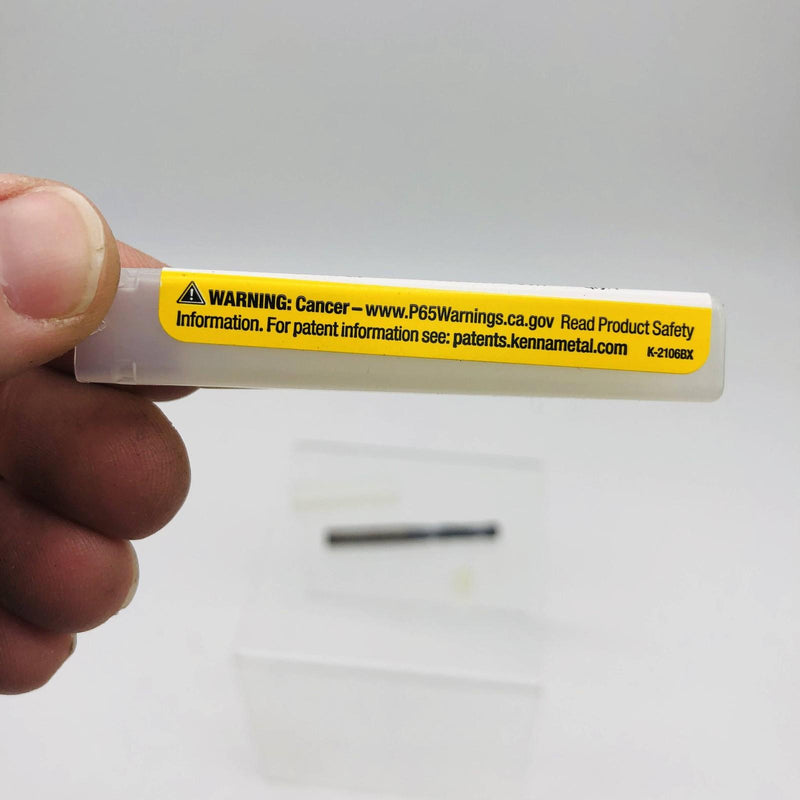 WARNING: Cancer – www.P65Warnings.ca.gov Read Product Safety
Information. For patent information see: patents.kennametal.com K-2106BX